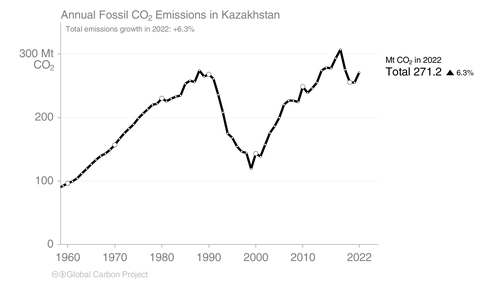 Annual Fossil CO₂ Emissions in Kazakhstan
Total emissions growth in 2022: +6.3%
300 Mt
CO₂
200
100
0
1960 1970 1980 1990 2000 2010 2022
Mt CO₂ in 2022
Total 271.2 ▲ 6.3%
Global Carbon Project